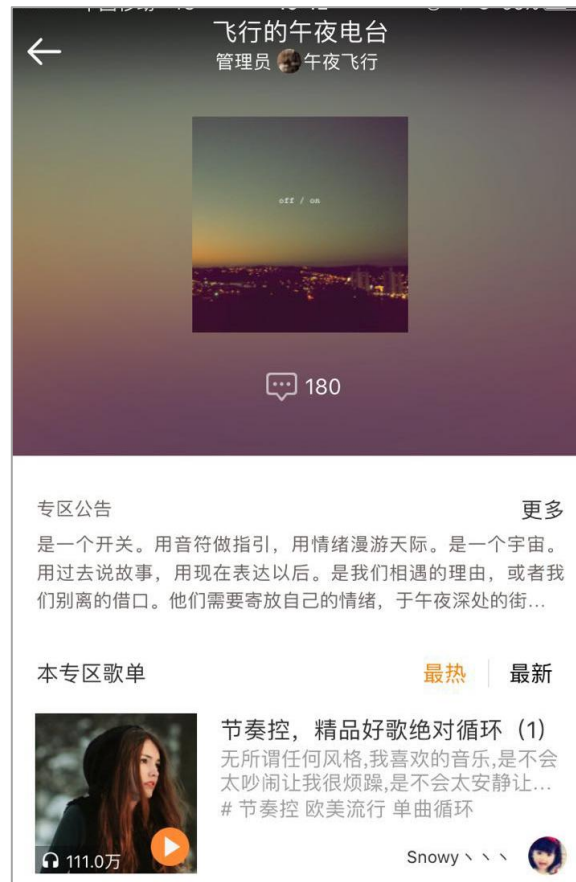 飞行的午夜电台
管理员 午夜飞行
off / on
180
专区公告
更多
是一个开关。用音符做指引，用情绪漫游天际。是一个宇宙。
用过去说故事，用现在表达以后。是我们相遇的理由，或者我
们别离的借口。他们需要寄放自己的情绪，于午夜深处的街...
本专区歌单
最热
最新
节奏控，精品好歌绝对循环（1）
无所谓任何风格,我喜欢的音乐,是不会
太吵闹让我很烦躁,是不会太安静让...
# 节奏控 欧美流行 单曲循环
111.0万
Snowy丶丶丶